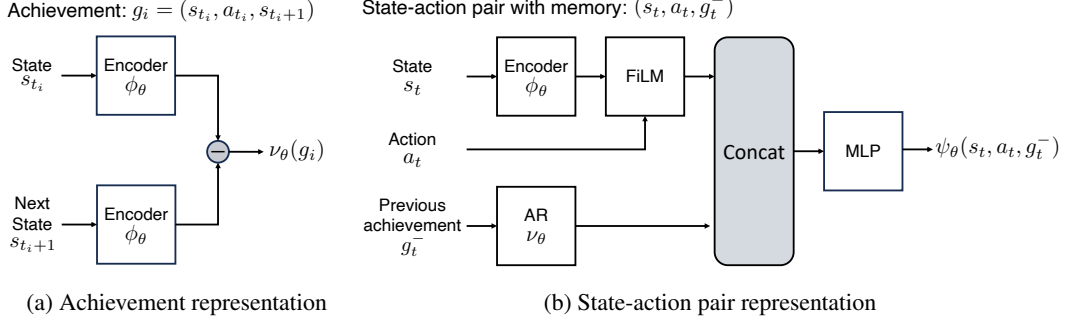 Achievement: g_i = (s_{t_i}, a_{t_i}, s_{t_i+1})
State
s_{t_i}
Encoder
φ_θ
−
ν_θ(g_i)
Next
State
s_{t_i+1}
Encoder
φ_θ
(a) Achievement representation
State-action pair with memory: (s_t, a_t, g_t^−)
State
s_t
Encoder
φ_θ
FiLM
Action
a_t
Previous
achievement
g_t^−
AR
ν_θ
Concat
MLP
ψ_θ(s_t, a_t, g_t^−)
(b) State-action pair representation